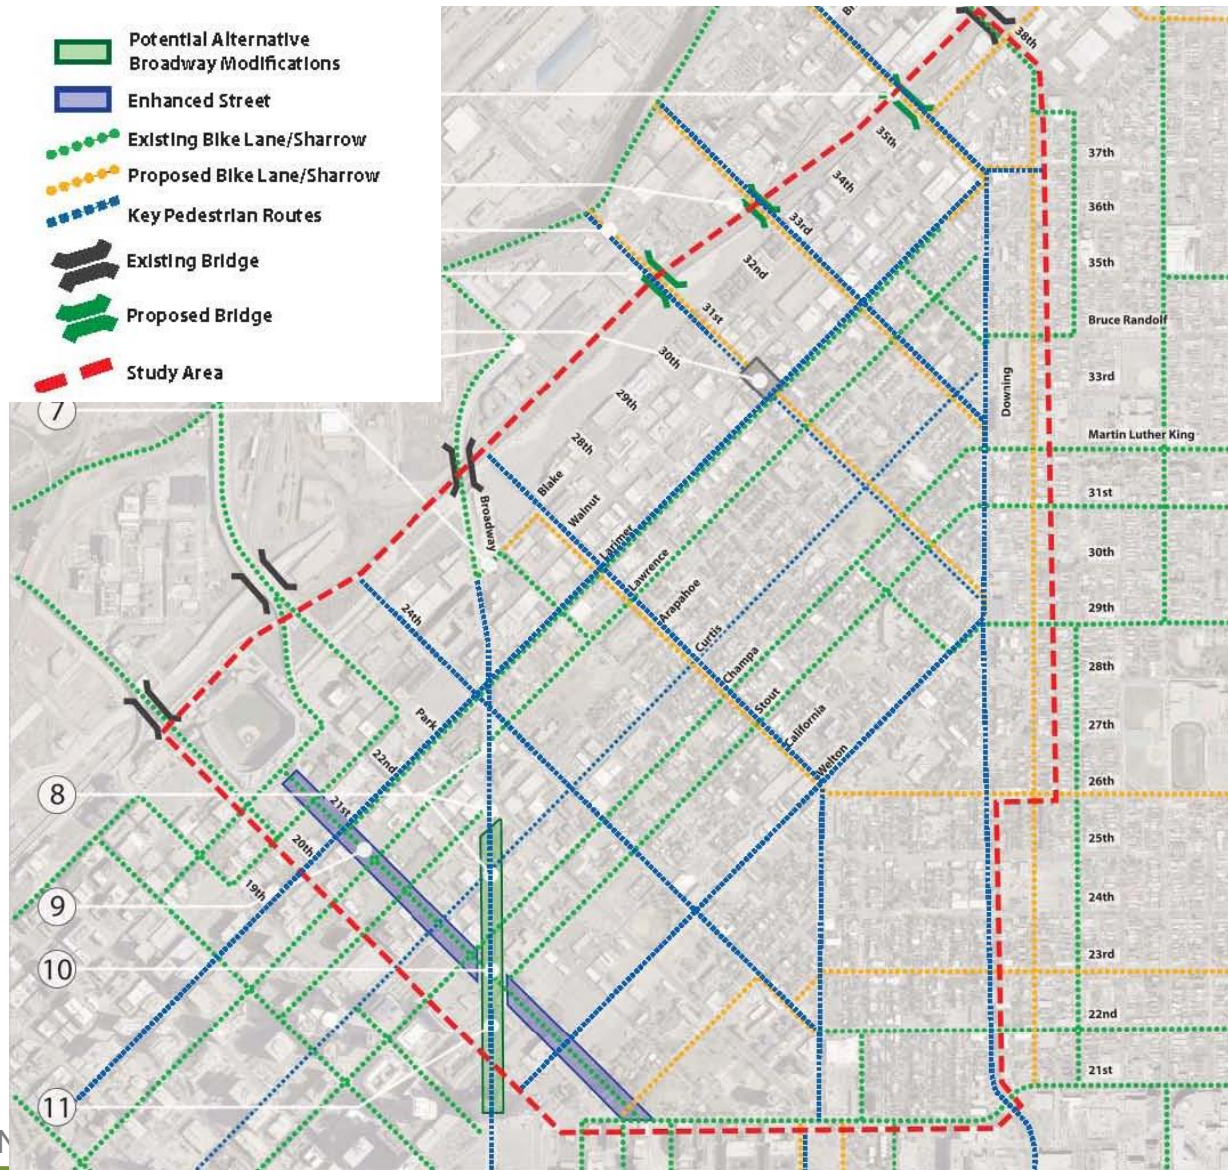 Potential Alternative
Broadway Modifications
Enhanced Street
Existing Bike Lane/Sharrow
Proposed Bike Lane/Sharrow
Key Pedestrian Routes
Existing Bridge
Proposed Bridge
Study Area
38th
35th
34th
33rd
32nd
31st
30th
29th
28th
37th
36th
35th
Bruce Randolf
33rd
Downing
Martin Luther King
31st
30th
29th
28th
27th
26th
25th
24th
23rd
22nd
21st
7
Broadway
Blake
Walnut
Larimer
Lawrence
Arapahoe
Curtis
Champa
Stout
California
Welton
24th
Park
22nd
21st
20th
19th
8
9
10
11